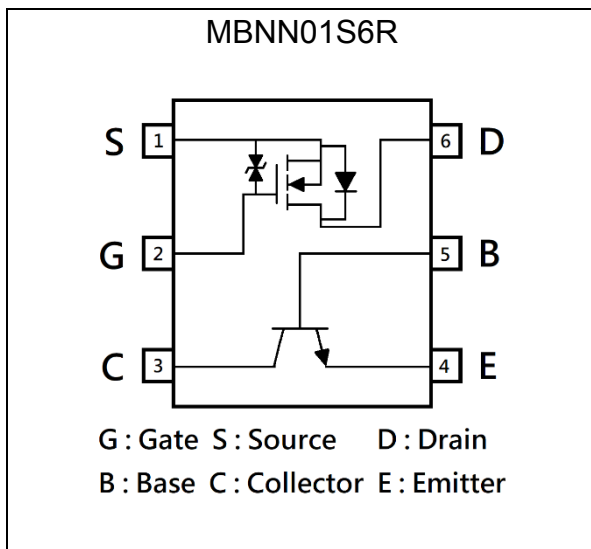 MBNN01S6R
S 1 6 D
G 2 5 B
C 3 4 E
G : Gate S : Source D : Drain
B : Base C : Collector E : Emitter